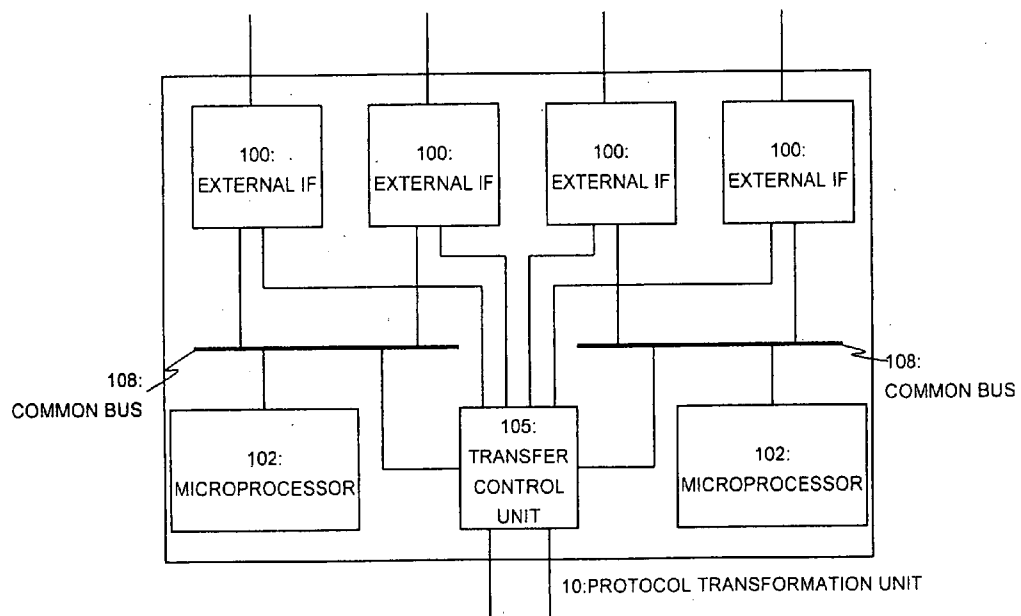 100:
EXTERNAL IF
100:
EXTERNAL IF
100:
EXTERNAL IF
100:
EXTERNAL IF
108:
COMMON BUS
108:
COMMON BUS
102:
MICROPROCESSOR
105:
TRANSFER
CONTROL
UNIT
102:
MICROPROCESSOR
10:PROTOCOL TRANSFORMATION UNIT